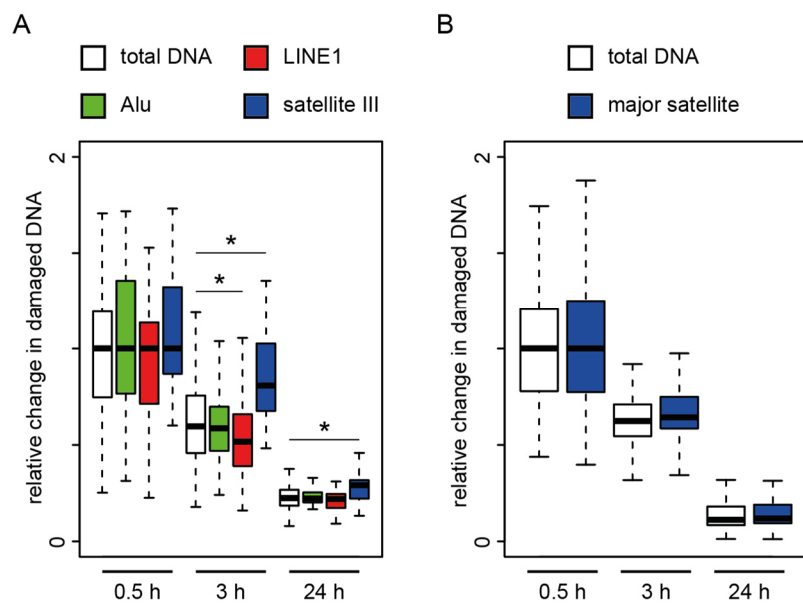 A
total DNA LINE1
Alu satellite III
relative change in damaged DNA
2
0
*
*
*
0.5 h 3 h 24 h
B
total DNA
major satellite
relative change in damaged DNA
2
0
0.5 h 3 h 24 h